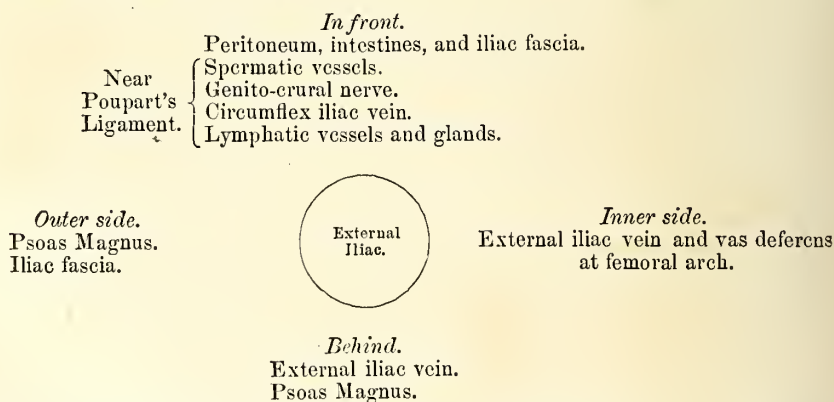 In front.
Peritoneum, intestines, and iliac fascia.
Near Poupart's Ligament.
Spermatic vessels.
Genito-crural nerve.
Circumflex iliac vein.
Lymphatic vessels and glands.
Outer side.
Psoas Magnus.
Iliac fascia.
External
Iliac.
Inner side.
External iliac vein and vas deferens
at femoral arch.
Behind.
External iliac vein.
Psoas Magnus.